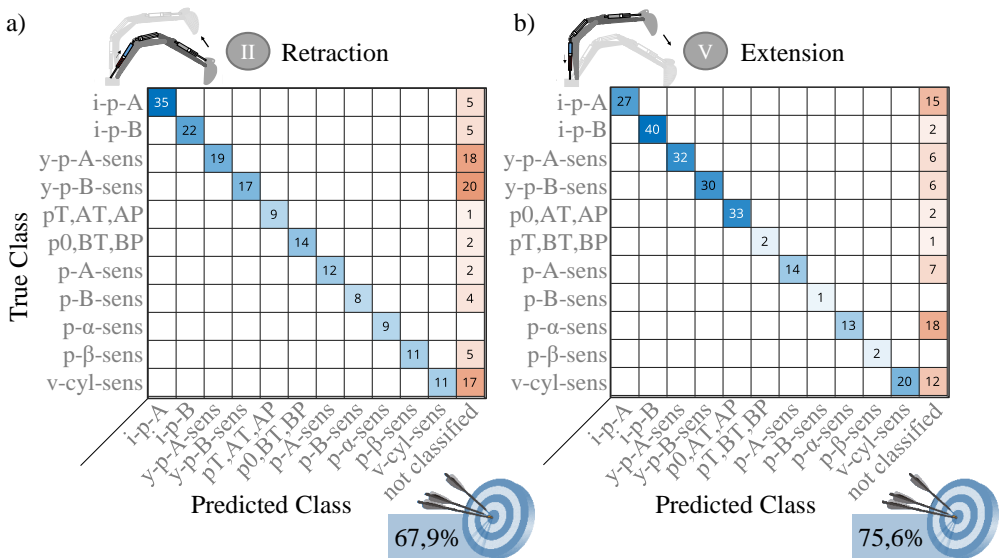 a)
II Retraction
True Class
i-p-A 35 5
i-p-B 22 5
y-p-A-sens 19 18
y-p-B-sens 17 20
pT,AT,AP 9 1
p0,BT,BP 14 2
p-A-sens 12 2
p-B-sens 8 4
p-α-sens 9
p-β-sens 11 5
v-cyl-sens 11 17
i-p-A
i-p-B
y-p-A-sens
y-p-B-sens
pT,AT,AP
p0,BT,BP
p-A-sens
p-B-sens
p-α-sens
p-β-sens
v-cyl-sens
not classified
Predicted Class
67,9%
b)
V Extension
i-p-A 27 15
i-p-B 40 2
y-p-A-sens 32 6
y-p-B-sens 30 6
p0,AT,AP 33 2
pT,BT,BP 2 1
p-A-sens 14 7
p-B-sens 1
p-α-sens 13 18
p-β-sens 2
v-cyl-sens 20 12
i-p-A
i-p-B
y-p-A-sens
y-p-B-sens
p0,AT,AP
pT,BT,BP
p-A-sens
p-B-sens
p-α-sens
p-β-sens
v-cyl-sens
not classified
Predicted Class
75,6%